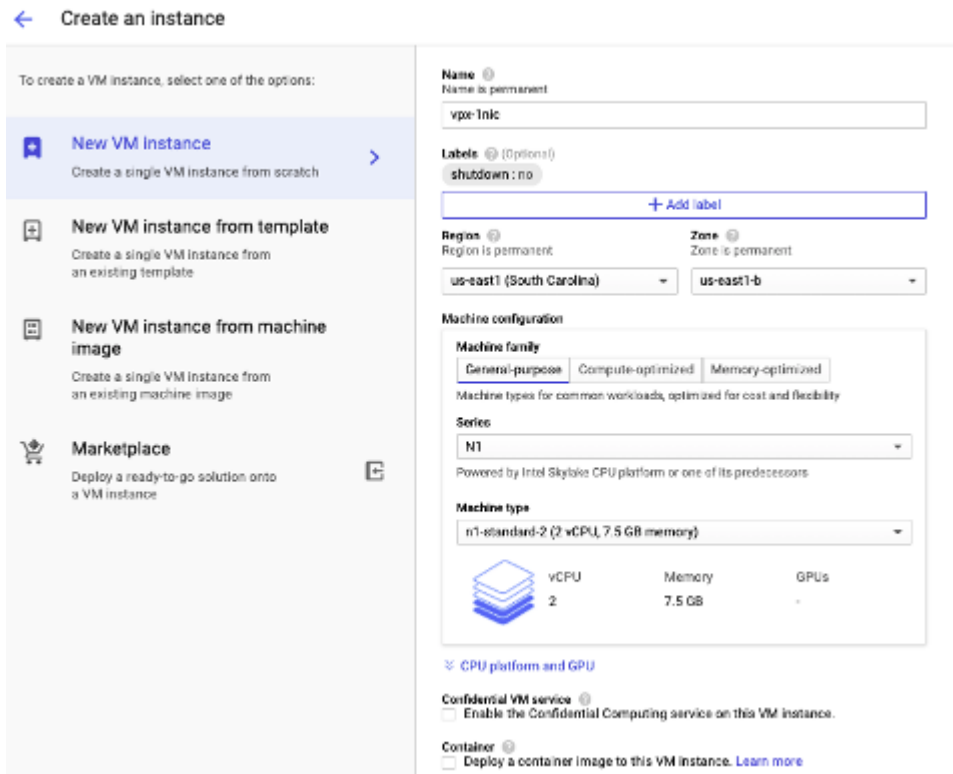 Create an instance
To create a VM instance, select one of the options:
New VM instance
Create a single VM instance from scratch
New VM instance from template
Create a single VM instance from
an existing template
New VM instance from machine
image
Create a single VM instance from
an existing machine image
Marketplace
Deploy a ready-to-go solution onto
a VM instance
Name
Name is permanent
vpx-1nic
Labels (Optional)
shutdown : no
+ Add label
Region
Region is permanent
us-east1 (South Carolina)
Zone
Zone is permanent
us-east1-b
Machine configuration
Machine family
General-purpose Compute-optimized Memory-optimized
Machine types for common workloads, optimized for cost and flexibility
Series
N1
Powered by Intel Skylake CPU platform or one of its predecessors
Machine type
n1-standard-2 (2 vCPU, 7.5 GB memory)
vCPU Memory GPUs
2 7.5 GB -
CPU platform and GPU
Confidential VM service
Enable the Confidential Computing service on this VM instance.
Container
Deploy a container image to this VM instance. Learn more